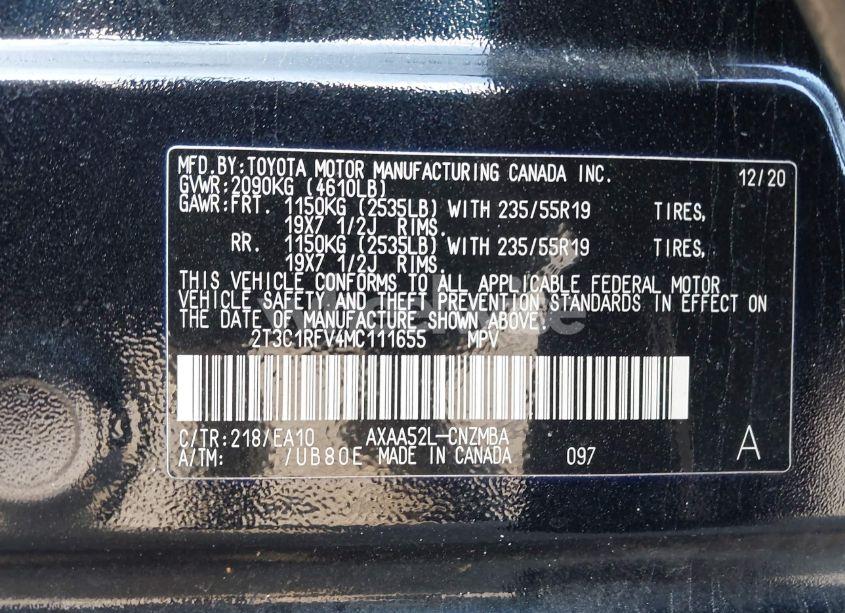 MFD.BY:TOYOTA MOTOR MANUFACTURING CANADA INC. 12/20
GVWR:2090KG (4610LB)
GAWR:FRT. 1150KG (2535LB) WITH 235/55R19 TIRES,
19X7 1/2J RIMS.
RR. 1150KG (2535LB) WITH 235/55R19 TIRES,
19X7 1/2J RIMS.
THIS VEHICLE CONFORMS TO ALL APPLICABLE FEDERAL MOTOR
VEHICLE SAFETY AND THEFT PREVENTION STANDARDS IN EFFECT ON
THE DATE OF MANUFACTURE SHOWN ABOVE.
2T3C1RFV4MC111655 MPV
C/TR:218/EA10 AXAA52L-CNZMBA
A/TM: /UB80E MADE IN CANADA 097 A